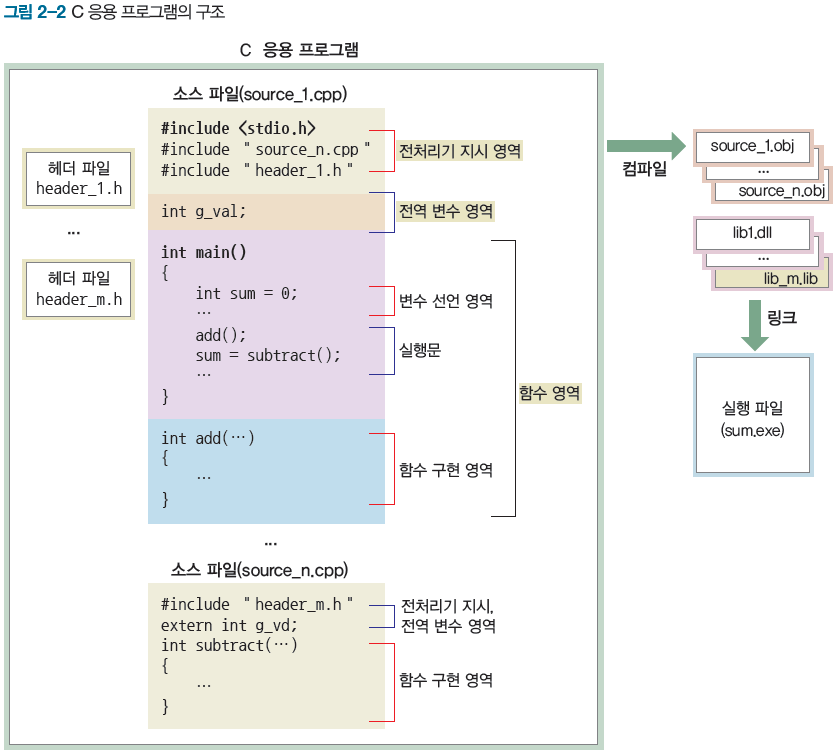 그림 2-2 C 응용 프로그램의 구조
C 응용 프로그램
소스 파일(source_1.cpp)
#include <stdio.h>
#include "source_n.cpp"
#include "header_1.h"
전처리기 지시 영역
헤더 파일
header_1.h
...
헤더 파일
header_m.h
int g_val;
전역 변수 영역
int main()
{
int sum = 0;
...
add();
sum = subtract();
...
}
변수 선언 영역
실행문
함수 영역
int add(...)
{
...
}
함수 구현 영역
...
소스 파일(source_n.cpp)
#include "header_m.h"
extern int g_vd;
int subtract(...)
{
...
}
전처리기 지시,
전역 변수 영역
함수 구현 영역
컴파일
source_1.obj
...
source_n.obj
lib1.dll
...
lib_m.lib
링크
실행 파일
(sum.exe)